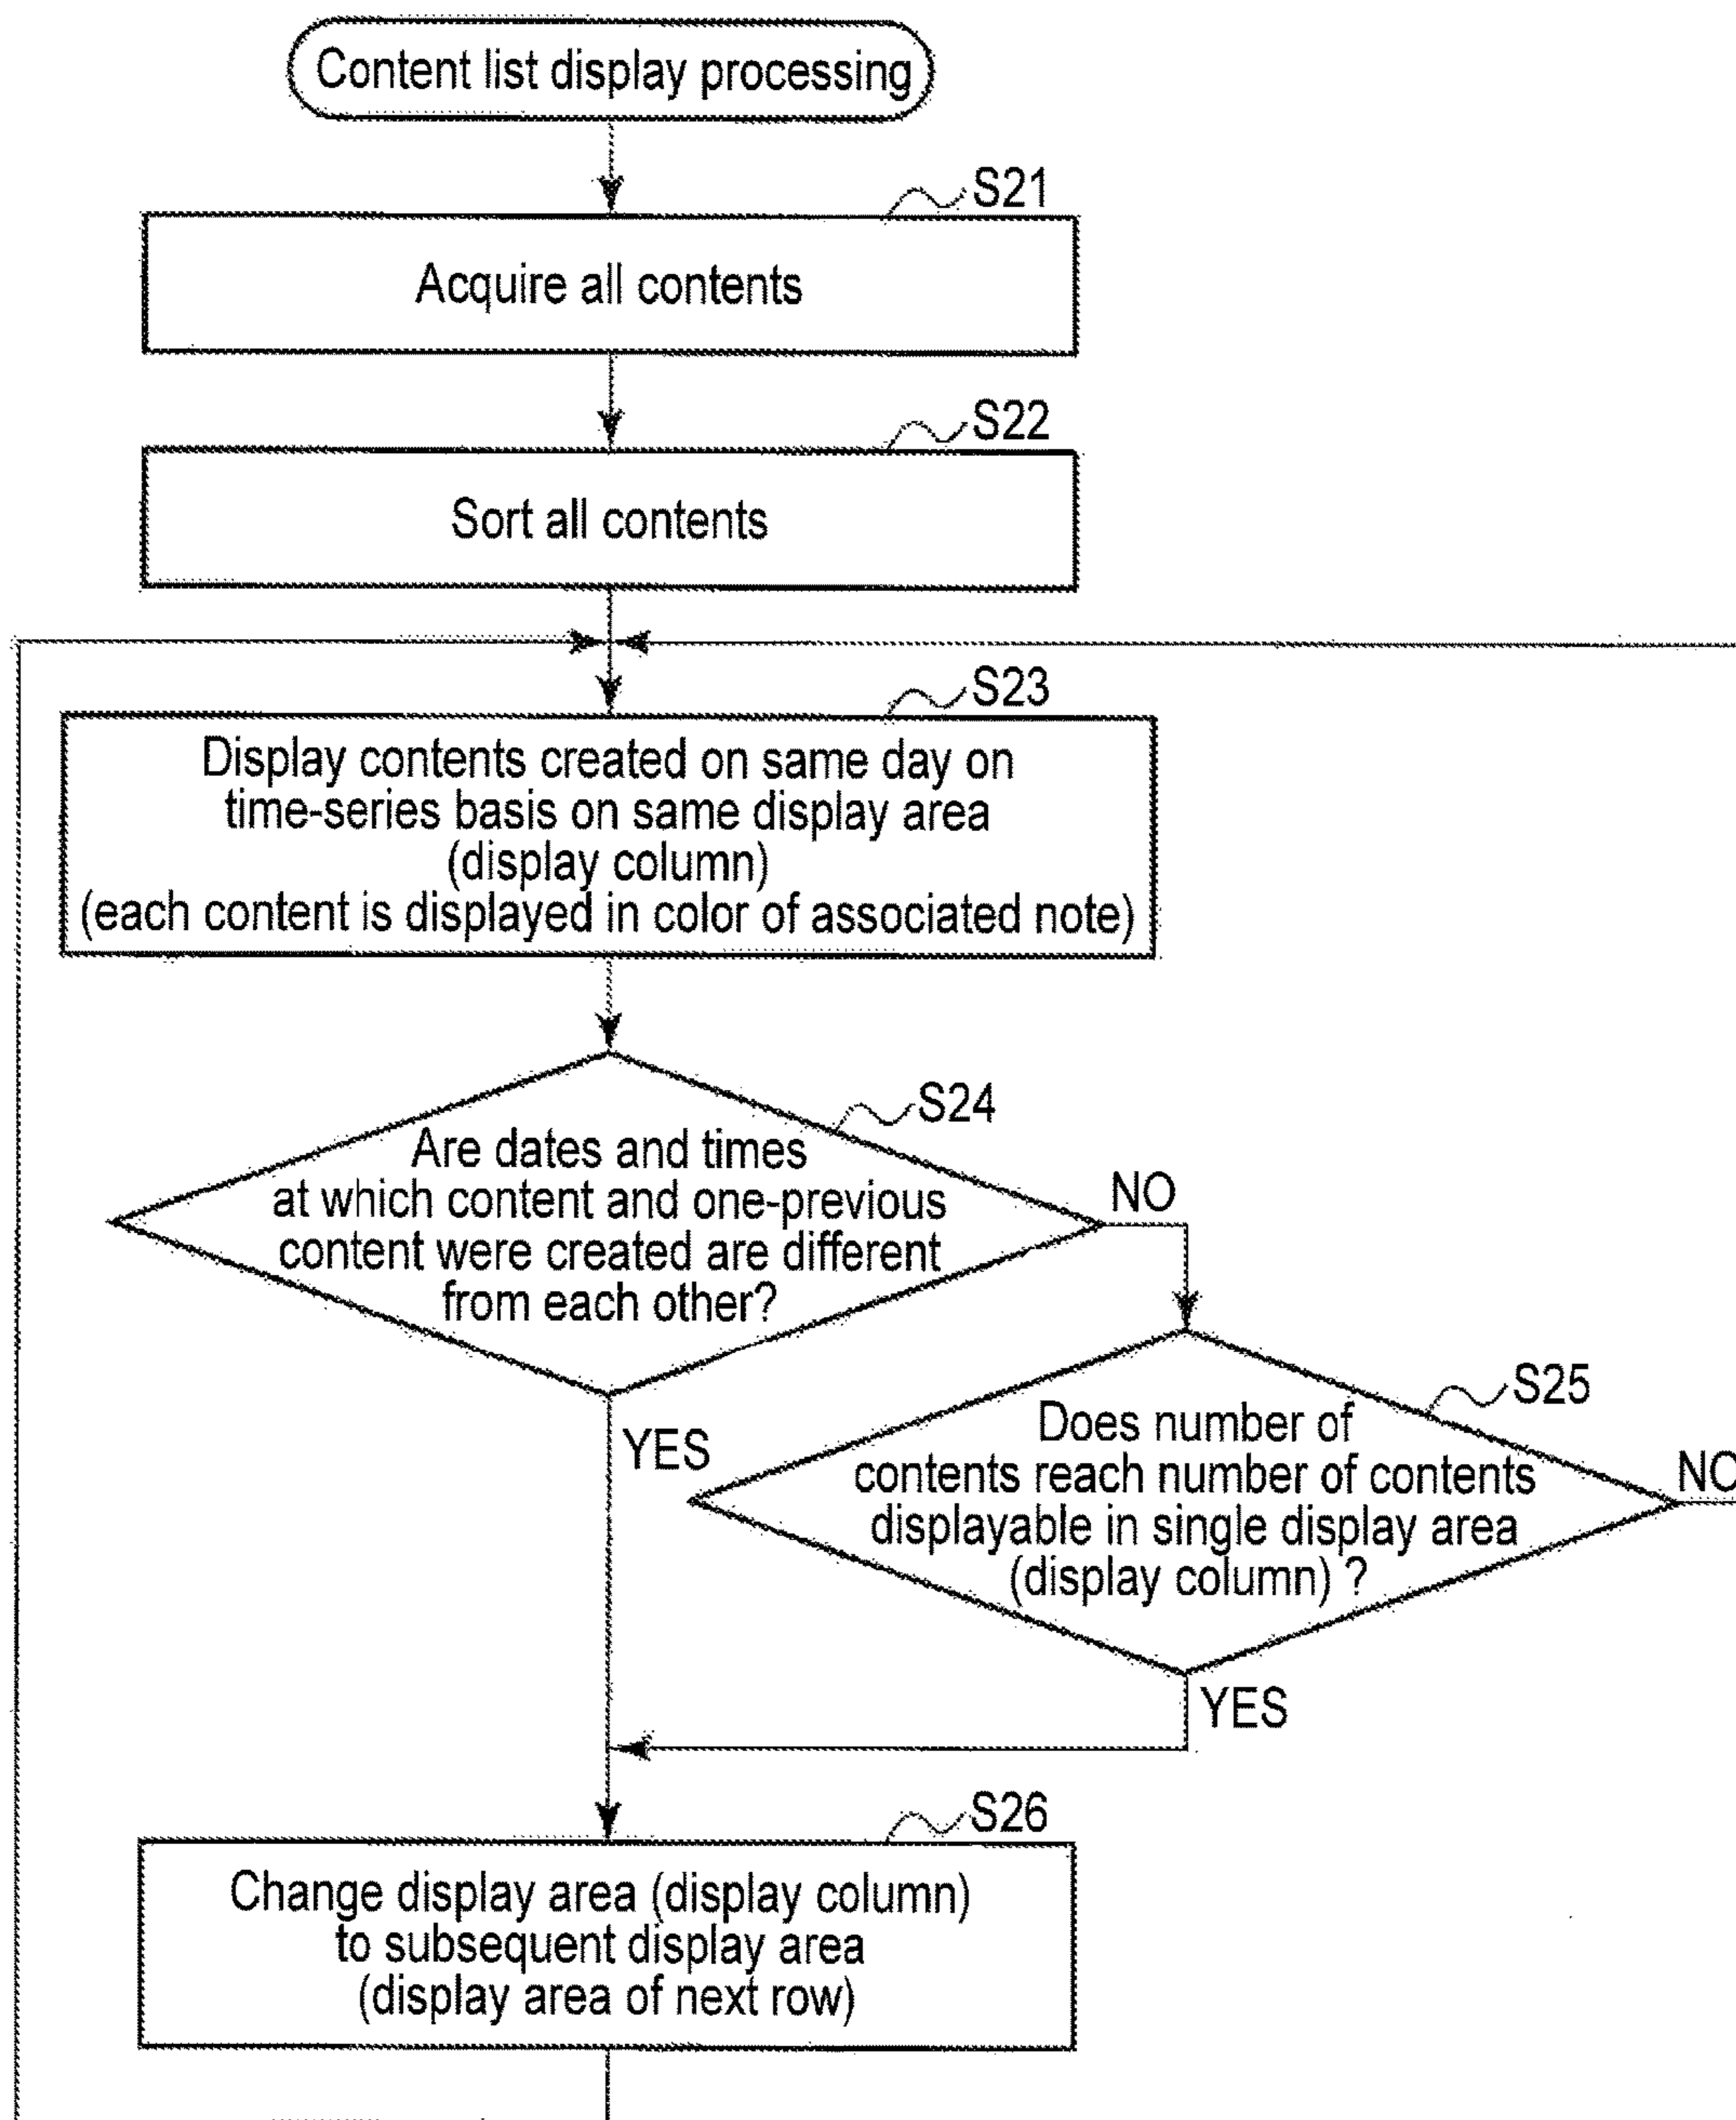 Content list display processing
S21
Acquire all contents
S22
Sort all contents
S23
Display contents created on same day on
time-series basis on same display area
(display column)
(each content is displayed in color of associated note)
S24
Are dates and times
at which content and one-previous
content were created are different
from each other?
NO
YES
S25
Does number of
contents reach number of contents
displayable in single display area
(display column) ?
NO
YES
S26
Change display area (display column)
to subsequent display area
(display area of next row)